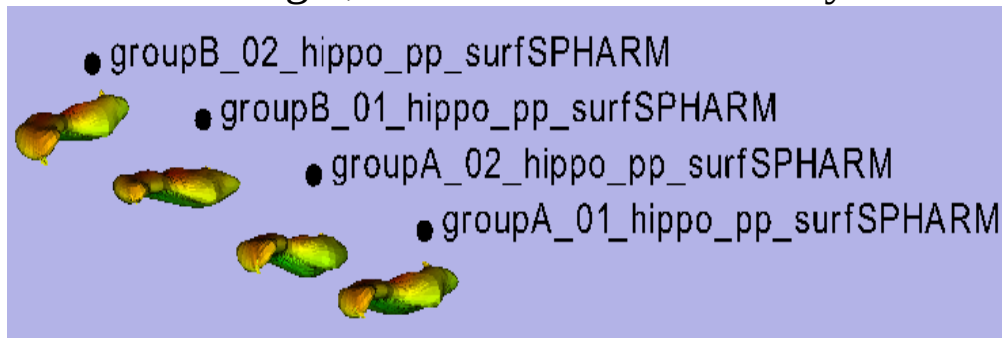 groupB_02_hippo_pp_surfSPHARM
groupB_01_hippo_pp_surfSPHARM
groupA_02_hippo_pp_surfSPHARM
groupA_01_hippo_pp_surfSPHARM